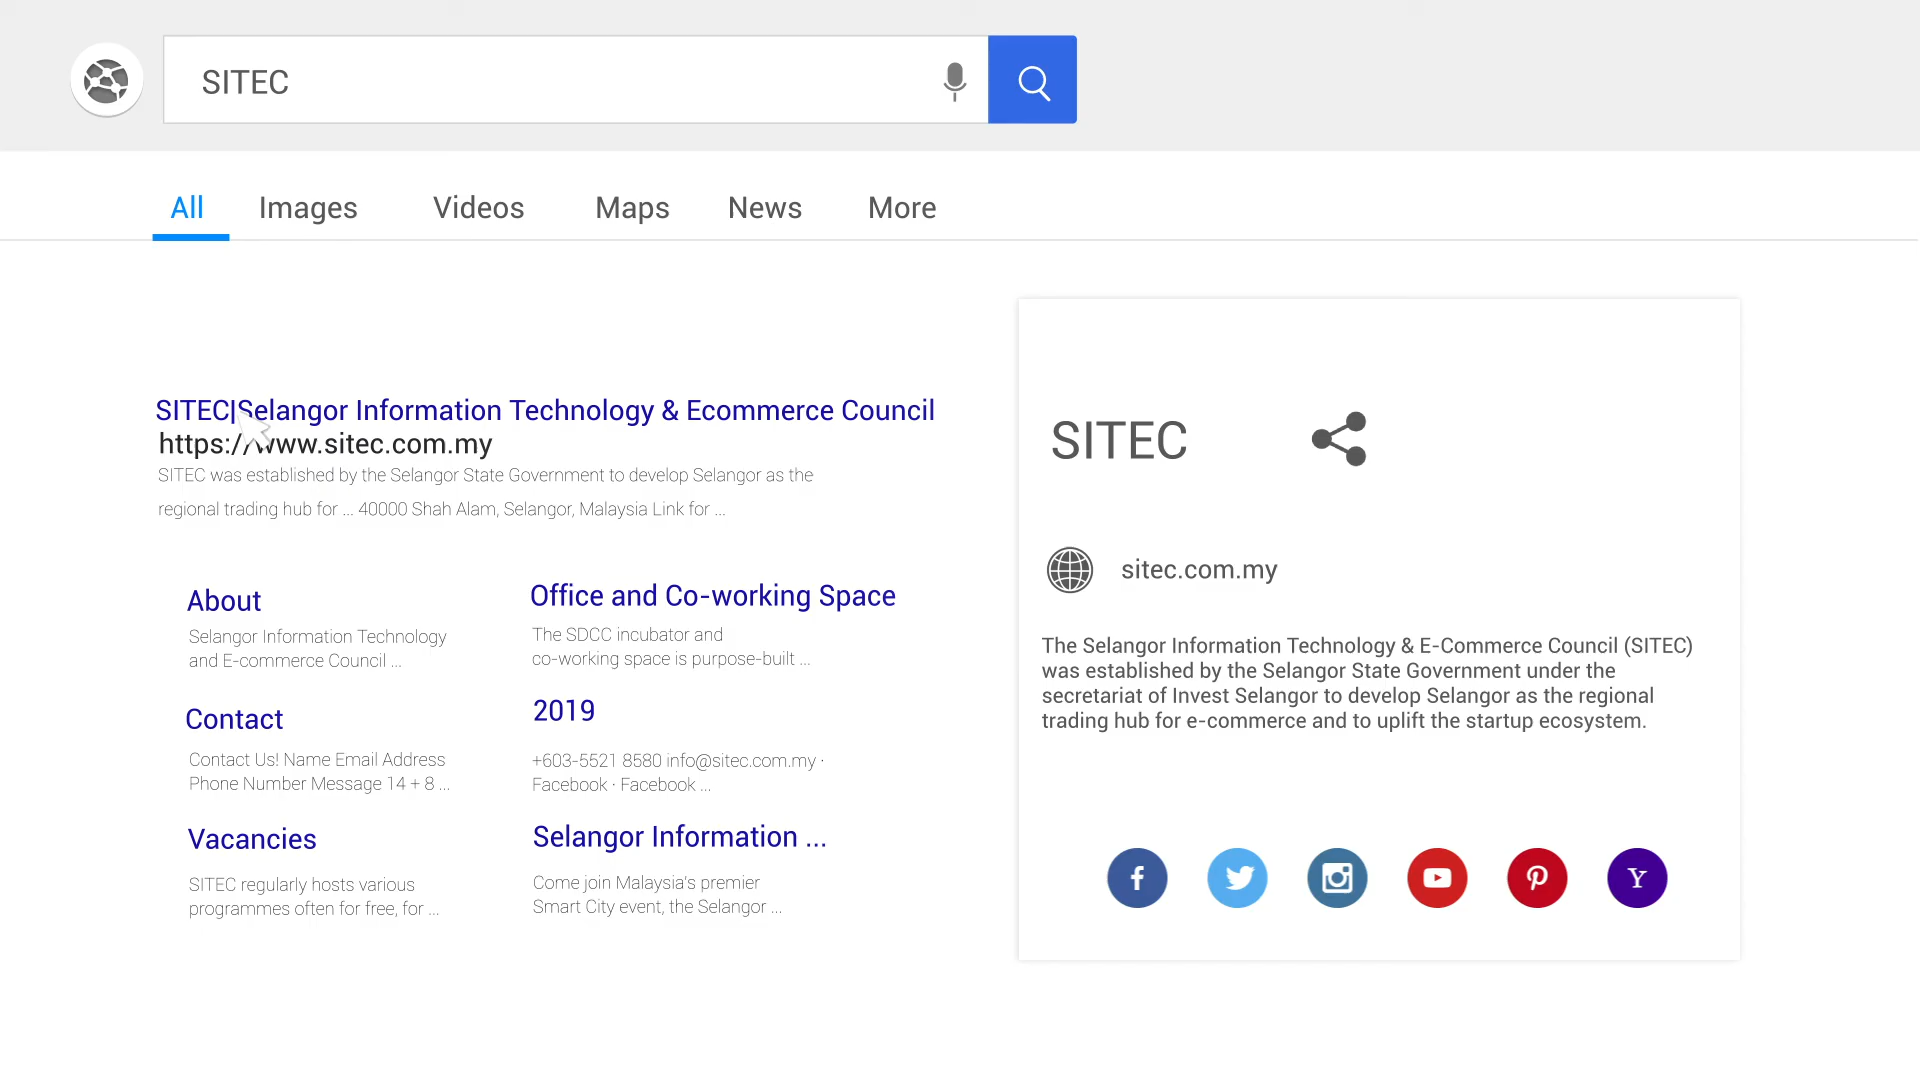 SITEC
All Images Videos Maps News More
SITEC|Selangor Information Technology & Ecommerce Council
https://www.sitec.com.my
SITEC was established by the Selangor State Government to develop Selangor as the
regional trading hub for ... 40000 Shah Alam, Selangor, Malaysia Link for ...
About
Selangor Information Technology
and E-commerce Council ...
Contact
Contact Us! Name Email Address
Phone Number Message 14 + 8 ...
Vacancies
SITEC regularly hosts various
programmes often for free, for ...
Office and Co-working Space
The SDCC incubator and
co-working space is purpose-built ...
2019
+603-5521 8580 info@sitec.com.my ·
Facebook · Facebook ...
Selangor Information ...
Come join Malaysia's premier
Smart City event, the Selangor ...
SITEC
sitec.com.my
The Selangor Information Technology & E-Commerce Council (SITEC)
was established by the Selangor State Government under the
secretariat of Invest Selangor to develop Selangor as the regional
trading hub for e-commerce and to uplift the startup ecosystem.